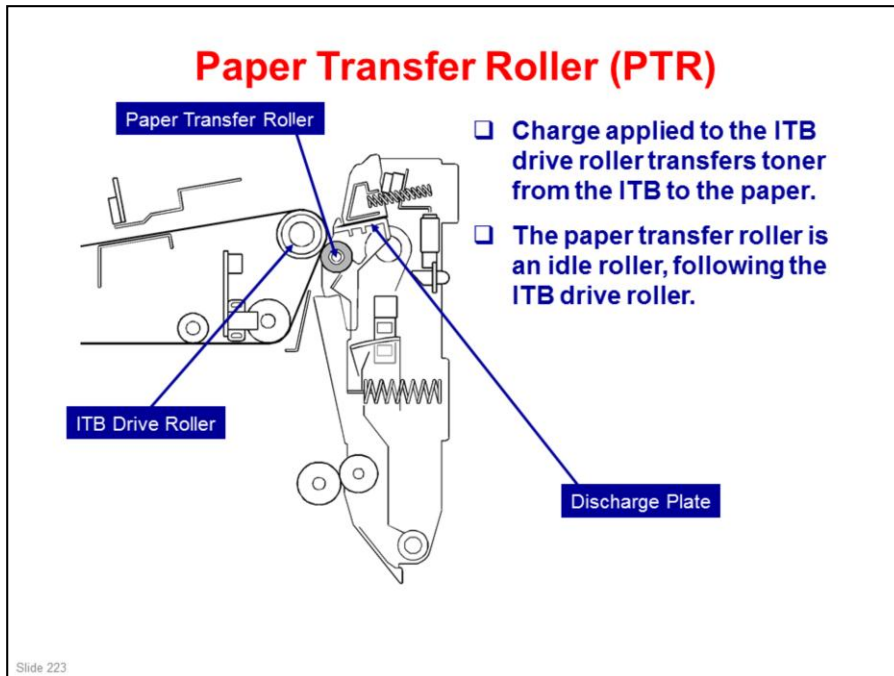 Paper Transfer Roller (PTR)
Paper Transfer Roller
❑ Charge applied to the ITB
drive roller transfers toner
from the ITB to the paper.
❑ The paper transfer roller is
an idle roller, following the
ITB drive roller.
ITB Drive Roller
Discharge Plate
Slide 223